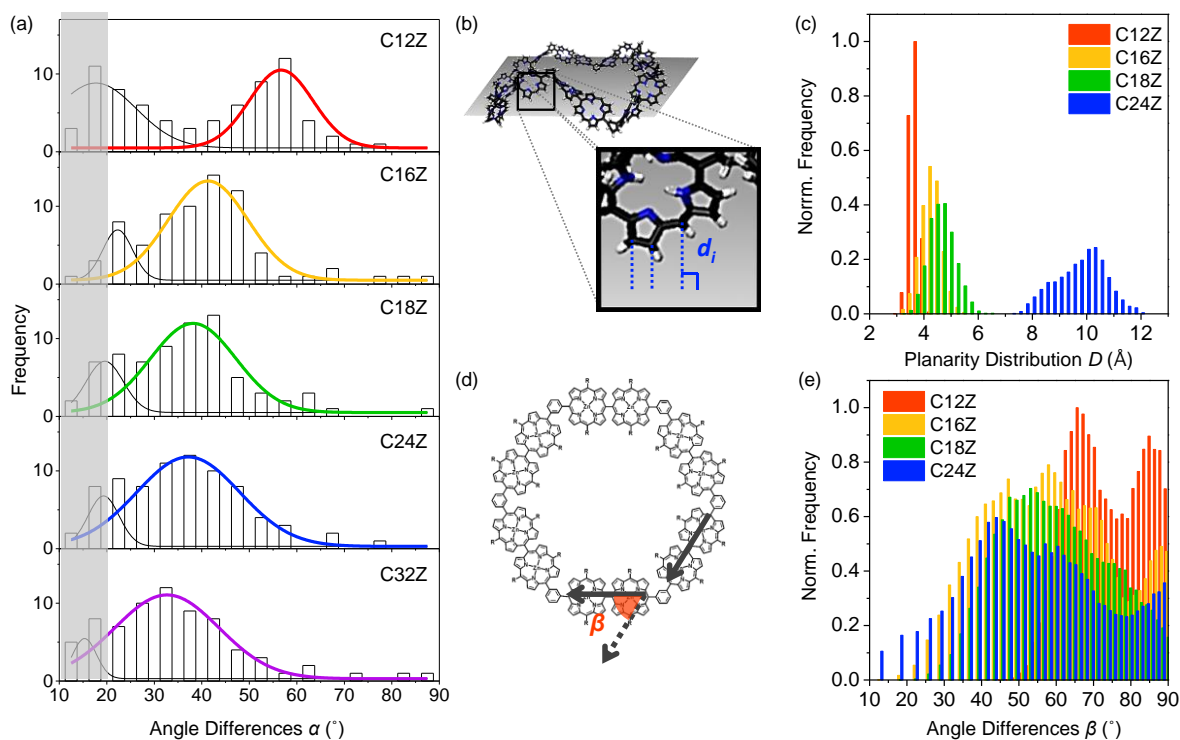 (a)
C12Z
10
0
C16Z
10
0
C18Z
10
0
C24Z
10
0
C32Z
10
0
Frequency
10 20 30 40 50 60 70 80 90
Angle Differences α (°)
(b)
d_i
(c)
C12Z
C16Z
C18Z
C24Z
1.0
0.8
0.6
0.4
0.2
0.0
Norm. Frequency
2 4 6 8 10 12
Planarity Distribution D (Å)
(d)
β
(e)
C12Z
C16Z
C18Z
C24Z
1.0
0.8
0.6
0.4
0.2
0.0
Norm. Frequency
10 20 30 40 50 60 70 80 90
Angle Differences β (°)